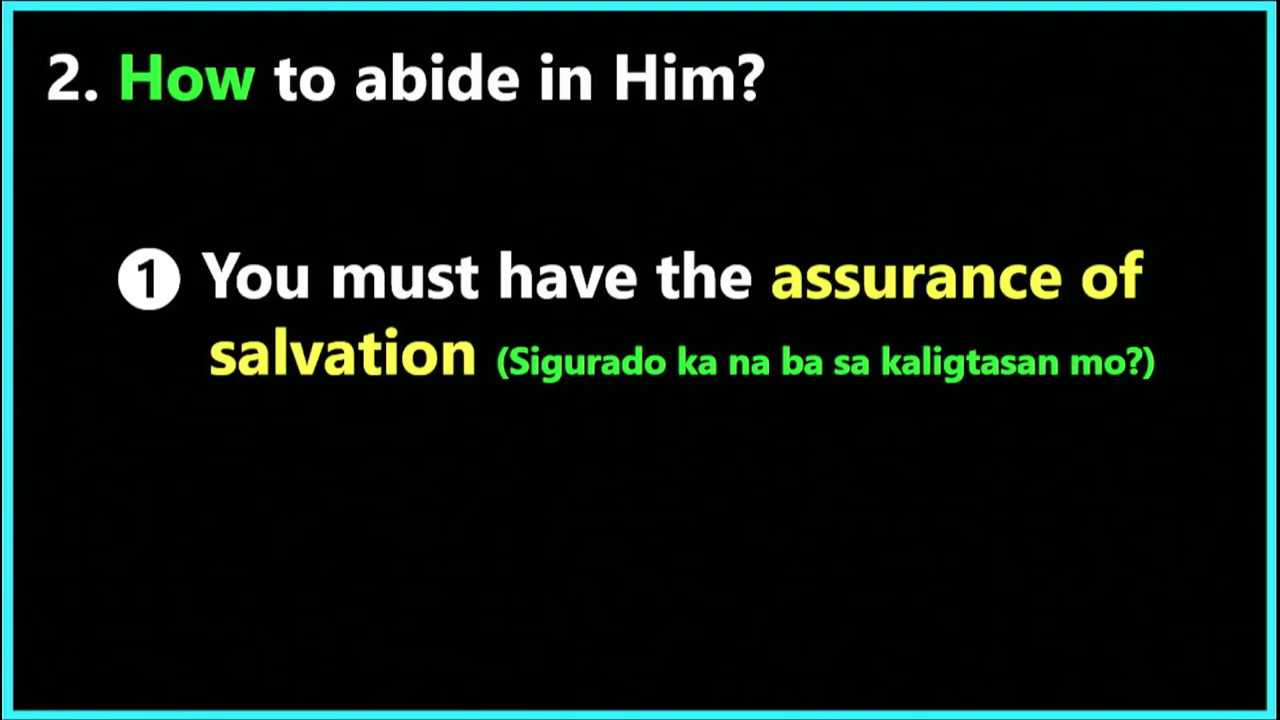 2. How to abide in Him?
❶ You must have the assurance of
salvation (Sigurado ka na ba sa kaligtasan mo?)